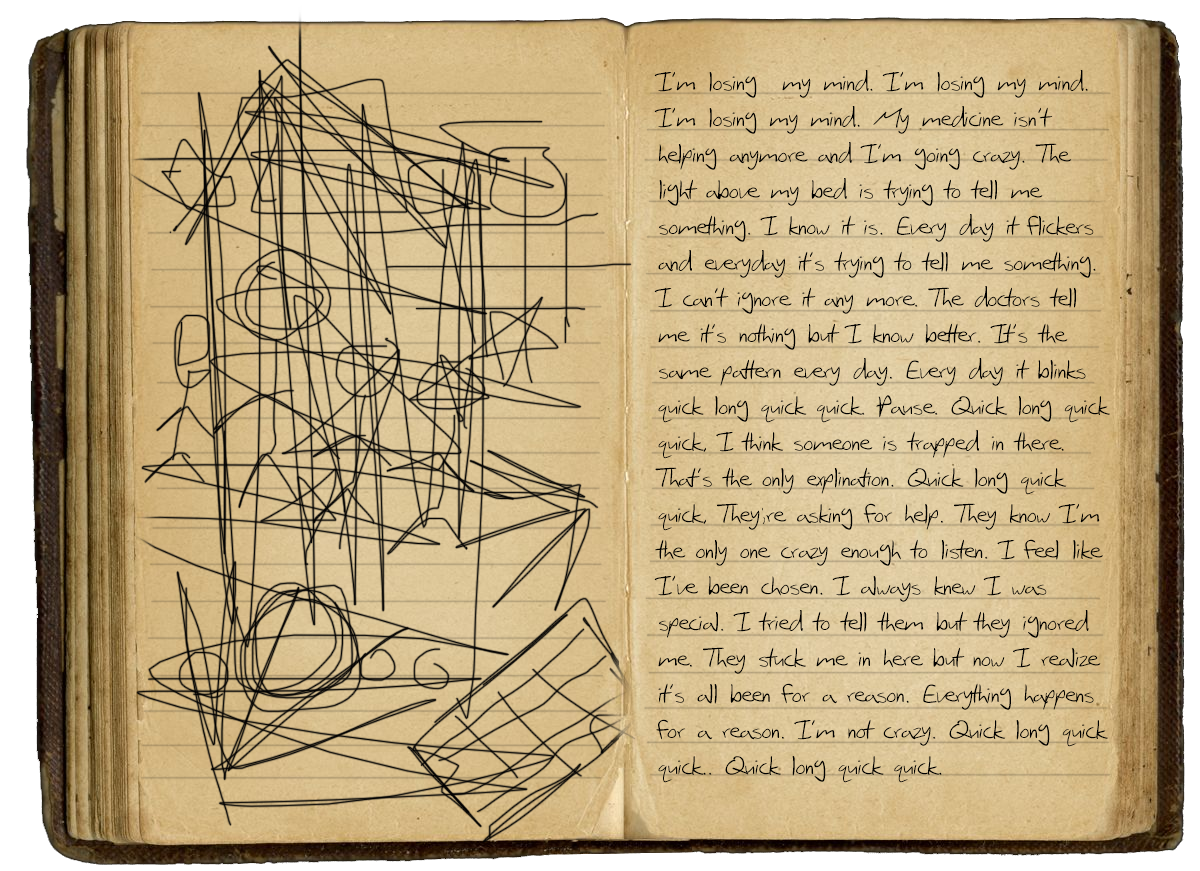 I'm losing my mind. I'm losing my mind.
I'm losing my mind. My medicine isn't
helping anymore and I'm going crazy. The
light above my bed is trying to tell me
something. I know it is. Every day it flickers
and everyday it's trying to tell me something.
I can't ignore it any more. The doctors tell
me it's nothing but I know better. It's the
same pattern every day. Every day it blinks
quick long quick quick. Pause. Quick long quick
quick, I think someone is trapped in there.
That's the only explination. Quick long quick
quick, They;re asking for help. They know I'm
the only one crazy enough to listen. I feel like
I've been chosen. I always knew I was
special. I tried to tell them but they ignored
me. They stuck me in here but now I realize
it's all been for a reason. Everything happens
for a reason. I'm not crazy. Quick long quick
quick.. Quick long quick quick.